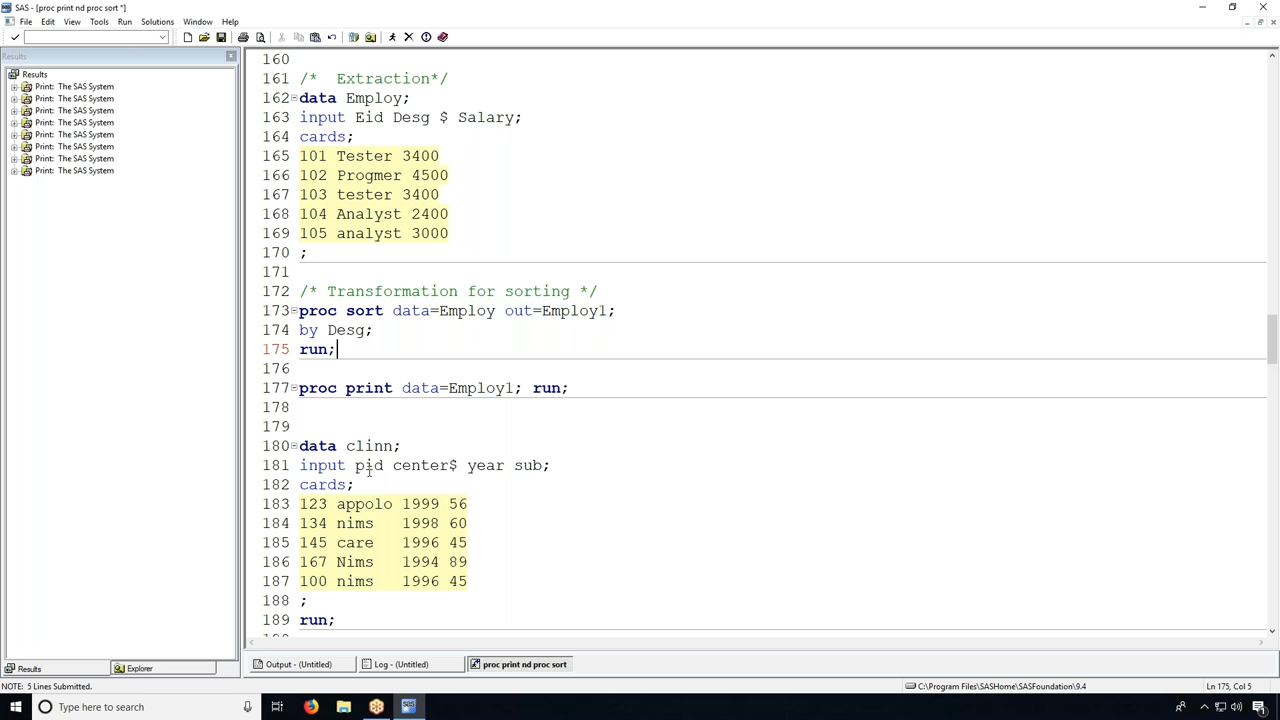 SAS - [proc print nd proc sort *]
File Edit View Tools Run Solutions Window Help
Results
Results
Print: The SAS System
Print: The SAS System
Print: The SAS System
Print: The SAS System
Print: The SAS System
Print: The SAS System
Print: The SAS System
Print: The SAS System
160
161 /*  Extraction*/
162 data Employ;
163 input Eid Desg $ Salary;
164 cards;
165 101 Tester 3400
166 102 Progmer 4500
167 103 tester 3400
168 104 Analyst 2400
169 105 analyst 3000
170 ;
171
172 /* Transformation for sorting */
173 proc sort data=Employ out=Employ1;
174 by Desg;
175 run;
176
177 proc print data=Employ1; run;
178
179
180 data clinn;
181 input pid center$ year sub;
182 cards;
183 123 appolo 1999 56
184 134 nims   1998 60
185 145 care   1996 45
186 167 Nims   1994 89
187 100 nims   1996 45
188 ;
189 run;
Results Explorer
Output - (Untitled) Log - (Untitled) proc print nd proc sort
NOTE: 5 Lines Submitted. C:\Program Files\SASHome\SASFoundation\9.4 Ln 175, Col 5
Type here to search